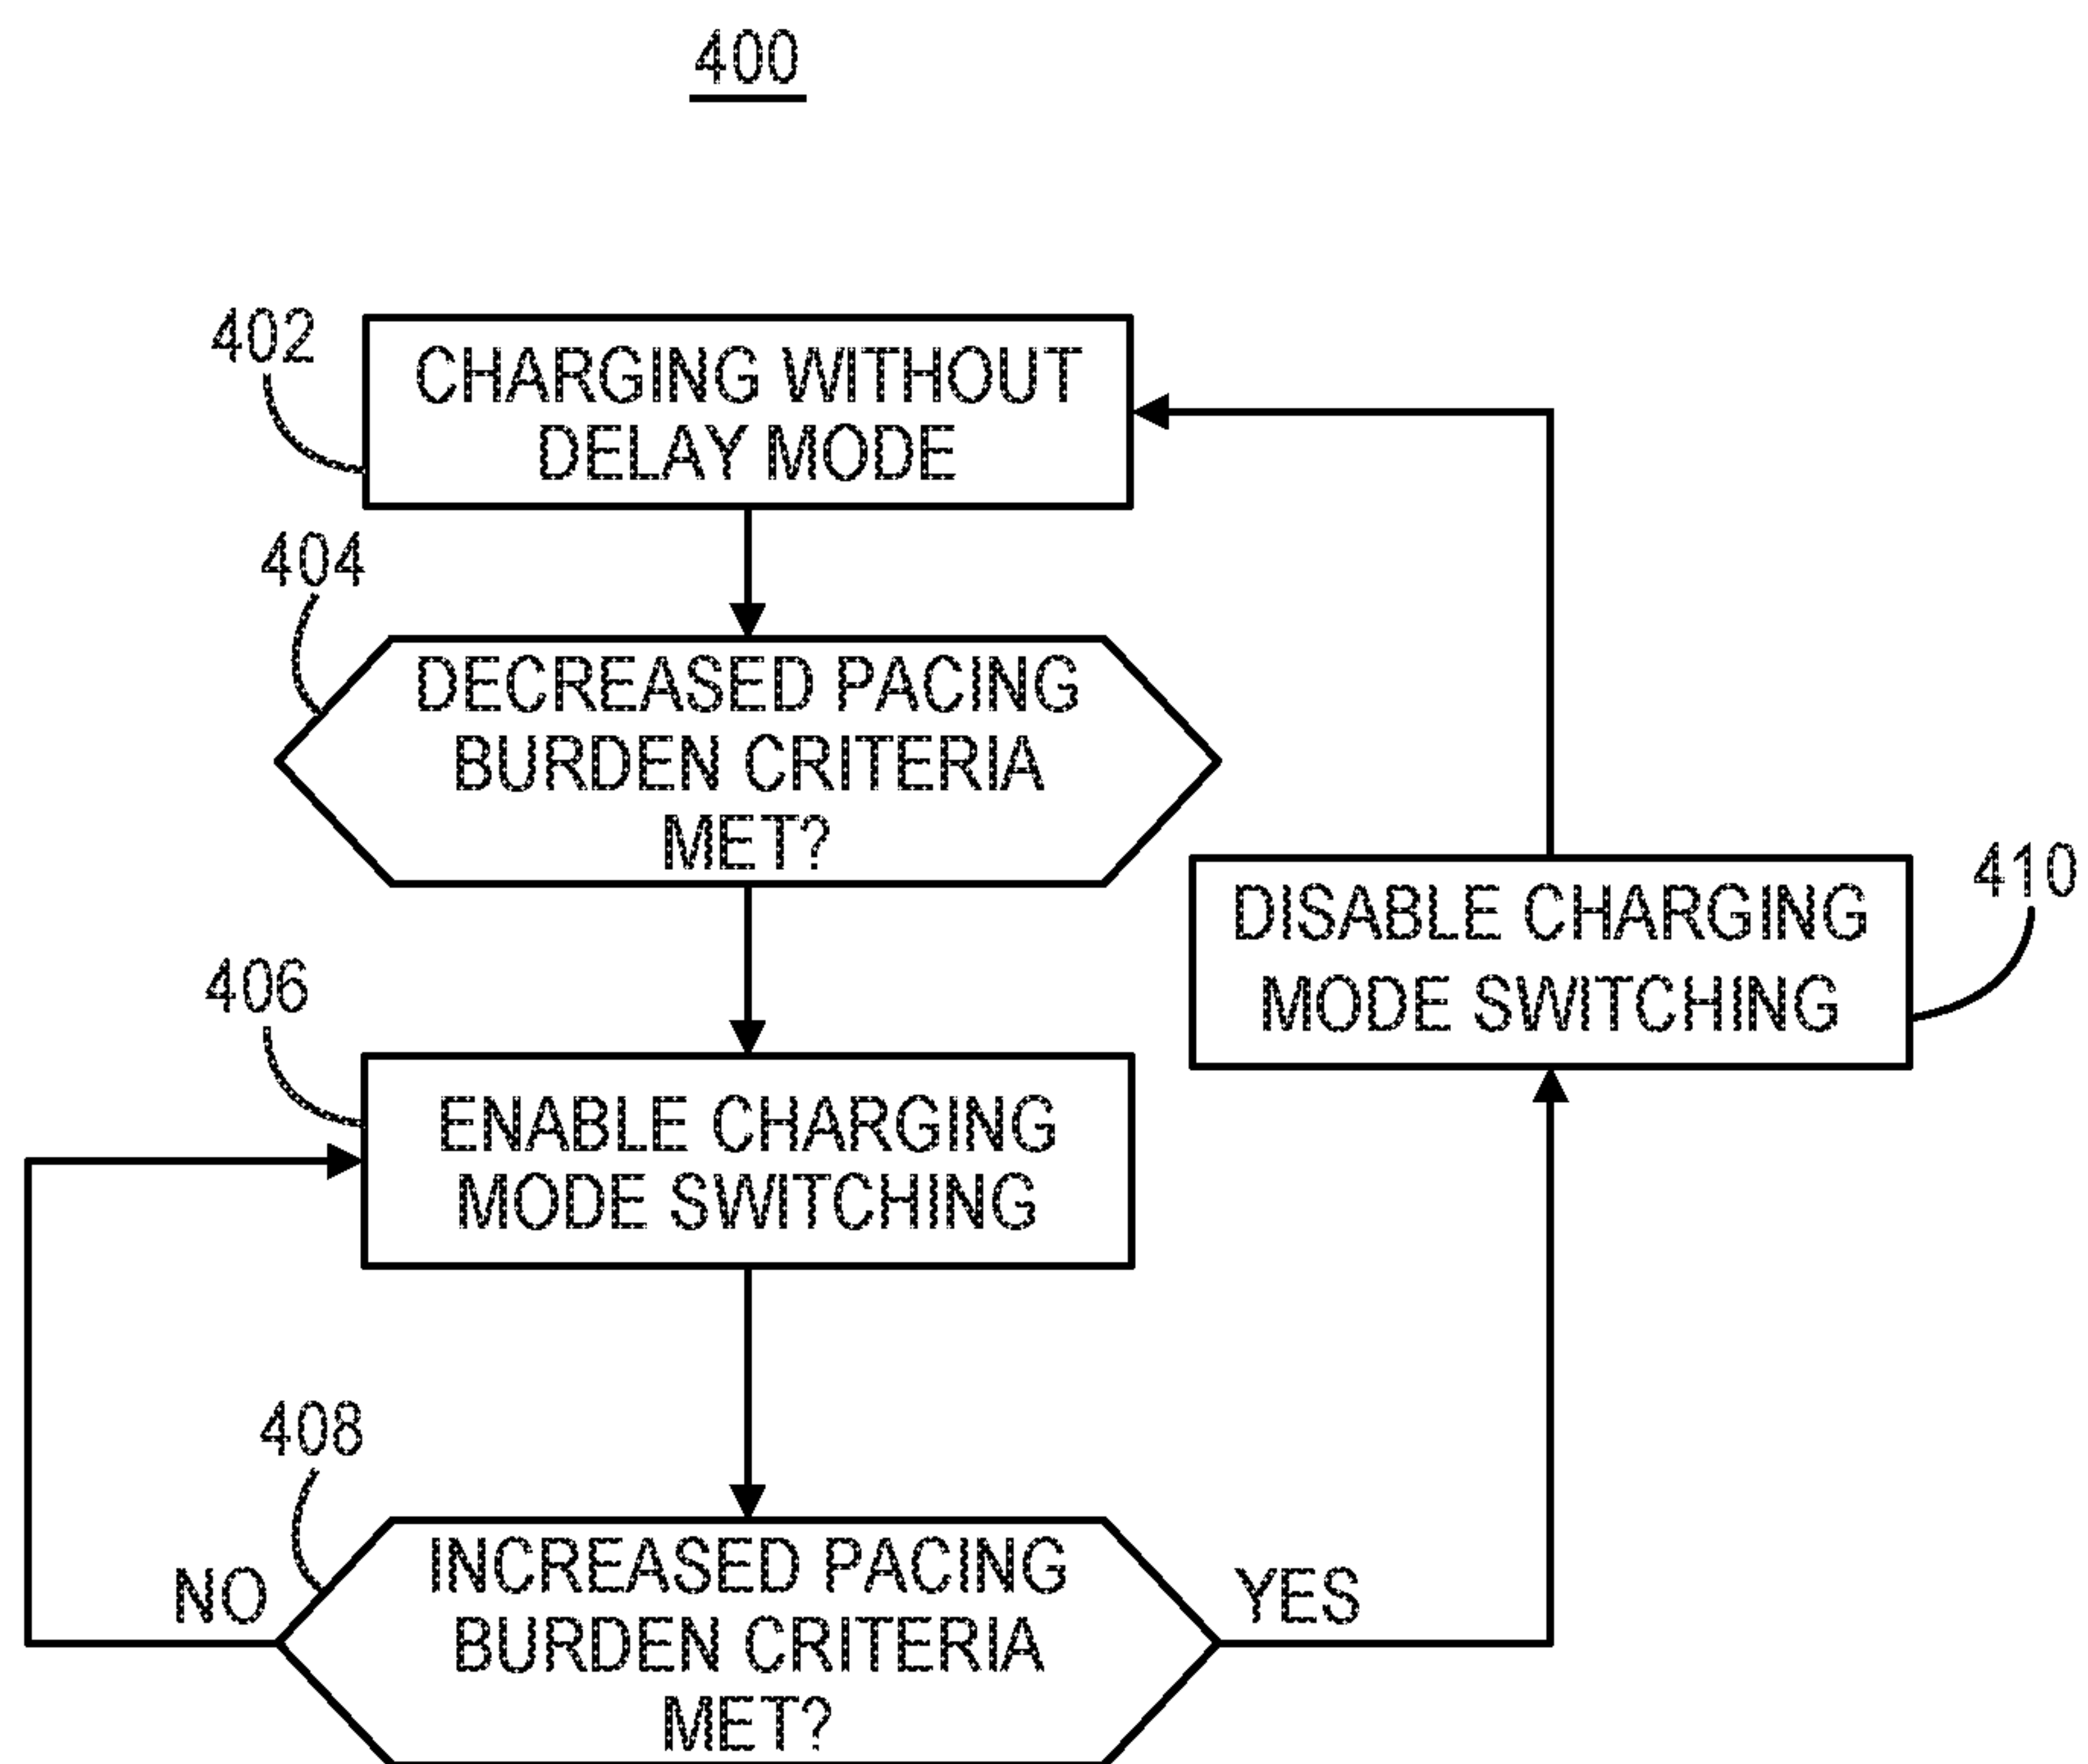 400
402
CHARGING WITHOUT
DELAY MODE
404
DECREASED PACING
BURDEN CRITERIA
MET?
410
DISABLE CHARGING
MODE SWITCHING
406
ENABLE CHARGING
MODE SWITCHING
408
NO
INCREASED PACING
BURDEN CRITERIA
MET?
YES